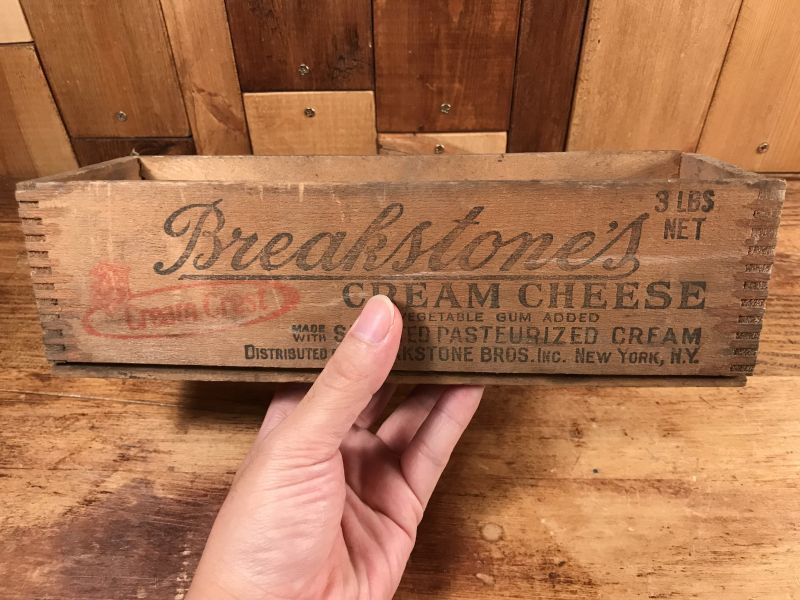 Breakstone's
3 LBS
NET
Cream Crest
CREAM CHEESE
VEGETABLE GUM ADDED
MADE WITH PASTEURIZED CREAM
DISTRIBUTED BROS. INC. NEW YORK, N.Y.